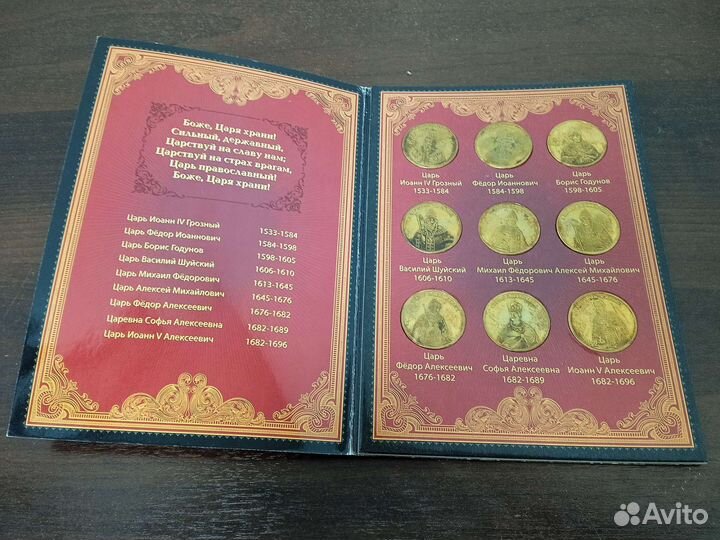 Боже, Царя храни!
Сильный, державный,
Царствуй на славу нам;
Царствуй на страх врагам,
Царь православный!
Боже, Царя храни!
Царь Иоанн IV Грозный 1533-1584
Царь Фёдор Иоаннович 1584-1598
Царь Борис Годунов 1598-1605
Царь Василий Шуйский 1606-1610
Царь Михаил Фёдорович 1613-1645
Царь Алексей Михайлович 1645-1676
Царь Фёдор Алексеевич 1676-1682
Царевна Софья Алексеевна 1682-1689
Царь Иоанн V Алексеевич 1682-1696
Царь
Иоанн IV Грозный
1533-1584
Царь
Фёдор Иоаннович
1584-1598
Царь
Борис Годунов
1598-1605
Царь
Василий Шуйский
1606-1610
Царь
Михаил Фёдорович
1613-1645
Царь
Алексей Михайлович
1645-1676
Царь
Фёдор Алексеевич
1676-1682
Царевна
Софья Алексеевна
1682-1689
Царь
Иоанн V Алексеевич
1682-1696
Avito